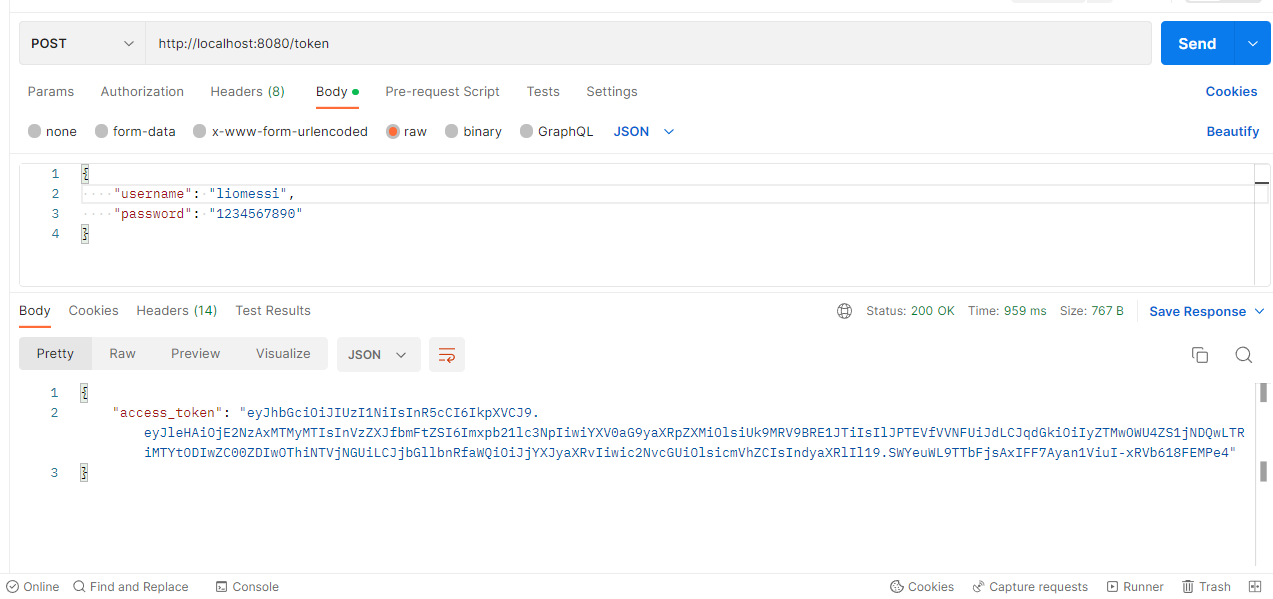 POST http://localhost:8080/token Send
Params Authorization Headers (8) Body Pre-request Script Tests Settings Cookies
none form-data x-www-form-urlencoded raw binary GraphQL JSON Beautify
1 {
2 "username": "liomessi",
3 "password": "1234567890"
4 }
Body Cookies Headers (14) Test Results Status: 200 OK Time: 959 ms Size: 767 B Save Response
Pretty Raw Preview Visualize JSON
1 {
2 "access_token": "eyJhbGciOiJIUzI1NiIsInR5cCI6IkpXVCJ9.
eyJleHAiOjE2NzAxMTMyMTIsInVzZXJfbmFtZSI6Imxpb21lc3NpIiwiYXV0aG9yaXRpZXMiOlsiUk9MRV9BRE1JTiIsIlJPTEVfVVNFUiJdLCJqdGkiOiIyZTMwOWU4ZS1jNDQwLTR
iMTYtODIwZC00ZDIwOThiNTVjNGUiLCJjbGllbnRfaWQiOiJjYXJyaXRvIiwic2NvcGUiOlsicmVhZCIsIndyaXRlIl19.SWYeuWL9TTbFjsAxIFF7Ayan1ViuI-xRVb618FEMPe4"
3 }
Online Find and Replace Console Cookies Capture requests Runner Trash